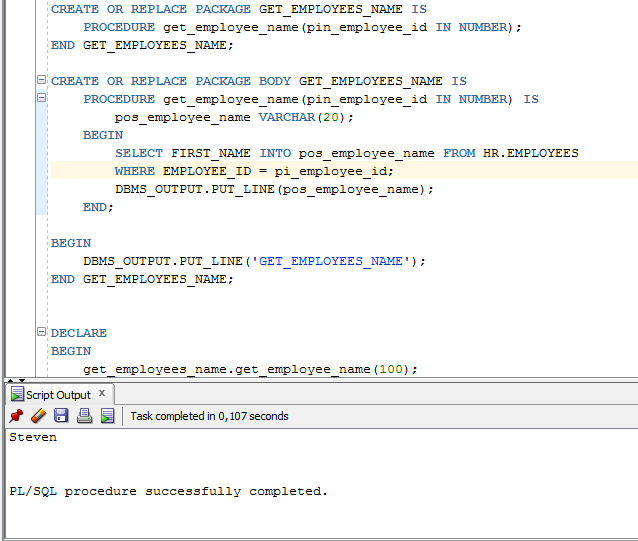 CREATE OR REPLACE PACKAGE GET_EMPLOYEES_NAME IS
PROCEDURE get_employee_name(pin_employee_id IN NUMBER);
END GET_EMPLOYEES_NAME;
CREATE OR REPLACE PACKAGE BODY GET_EMPLOYEES_NAME IS
PROCEDURE get_employee_name(pin_employee_id IN NUMBER) IS
pos_employee_name VARCHAR(20);
BEGIN
SELECT FIRST_NAME INTO pos_employee_name FROM HR.EMPLOYEES
WHERE EMPLOYEE_ID = pi_employee_id;
DBMS_OUTPUT.PUT_LINE(pos_employee_name);
END;
BEGIN
DBMS_OUTPUT.PUT_LINE('GET_EMPLOYEES_NAME');
END GET_EMPLOYEES_NAME;
DECLARE
BEGIN
get_employees_name.get_employee_name(100);
Script Output x
Task completed in 0,107 seconds
Steven
PL/SQL procedure successfully completed.